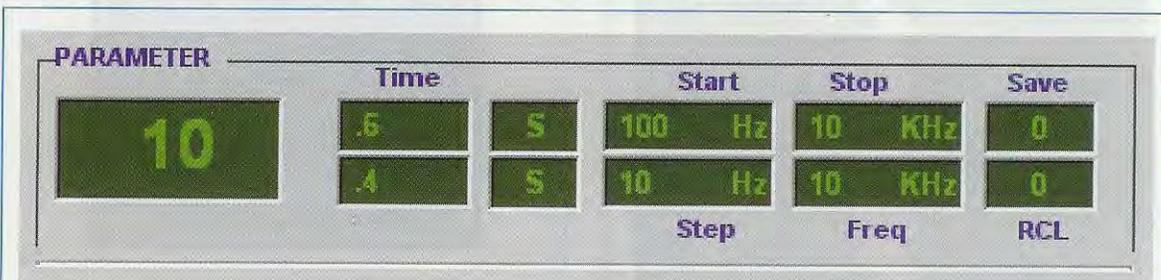 PARAMETER
Time Start Stop Save
10
.6 S 100 Hz 10 KHz 0
.4 S 10 Hz 10 KHz 0
Step Freq RCL